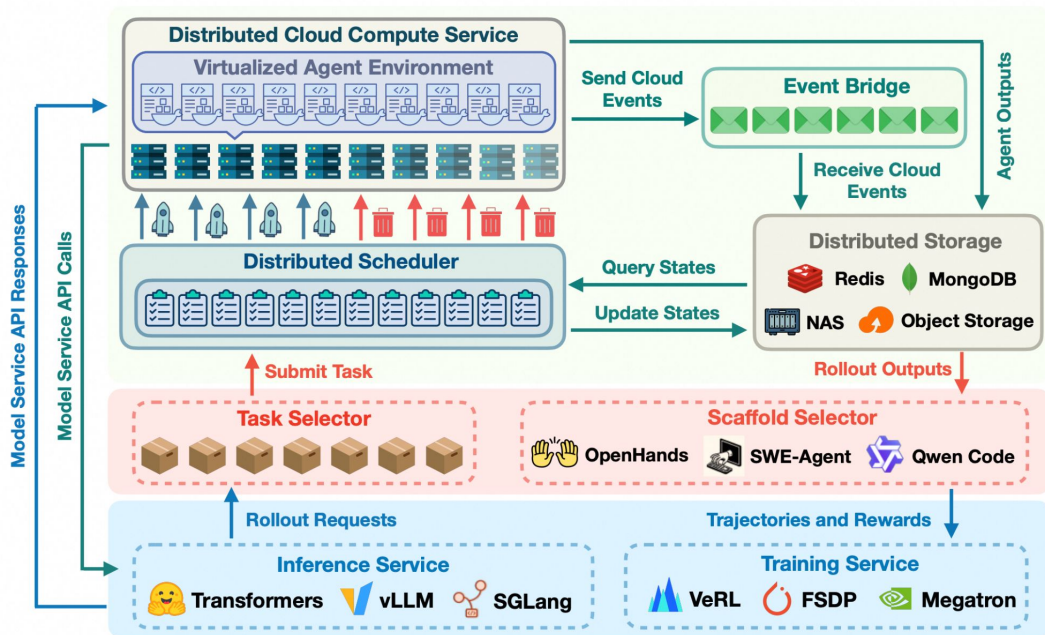 Distributed Cloud Compute Service
Virtualized Agent Environment
Send Cloud
Events
Event Bridge
Agent Outputs
Receive Cloud
Events
Distributed Scheduler
Query States
Update States
Distributed Storage
Redis
MongoDB
NAS
Object Storage
Model Service API Responses
Model Service API Calls
Submit Task
Rollout Outputs
Task Selector
Scaffold Selector
OpenHands
SWE-Agent
Qwen Code
Rollout Requests
Trajectories and Rewards
Inference Service
Transformers
vLLM
SGLang
Training Service
VeRL
FSDP
Megatron